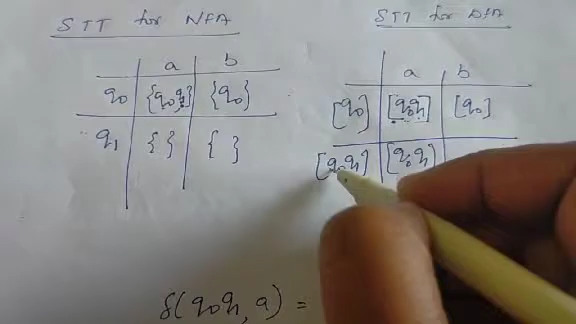 STT for NFA
a b
q0 {q0q1} {q0}
q1 { } { }
STT for DFA
a b
[q0] [q0q1] [q0]
[q0q1] [q0q1]
δ(q0q1, a) =